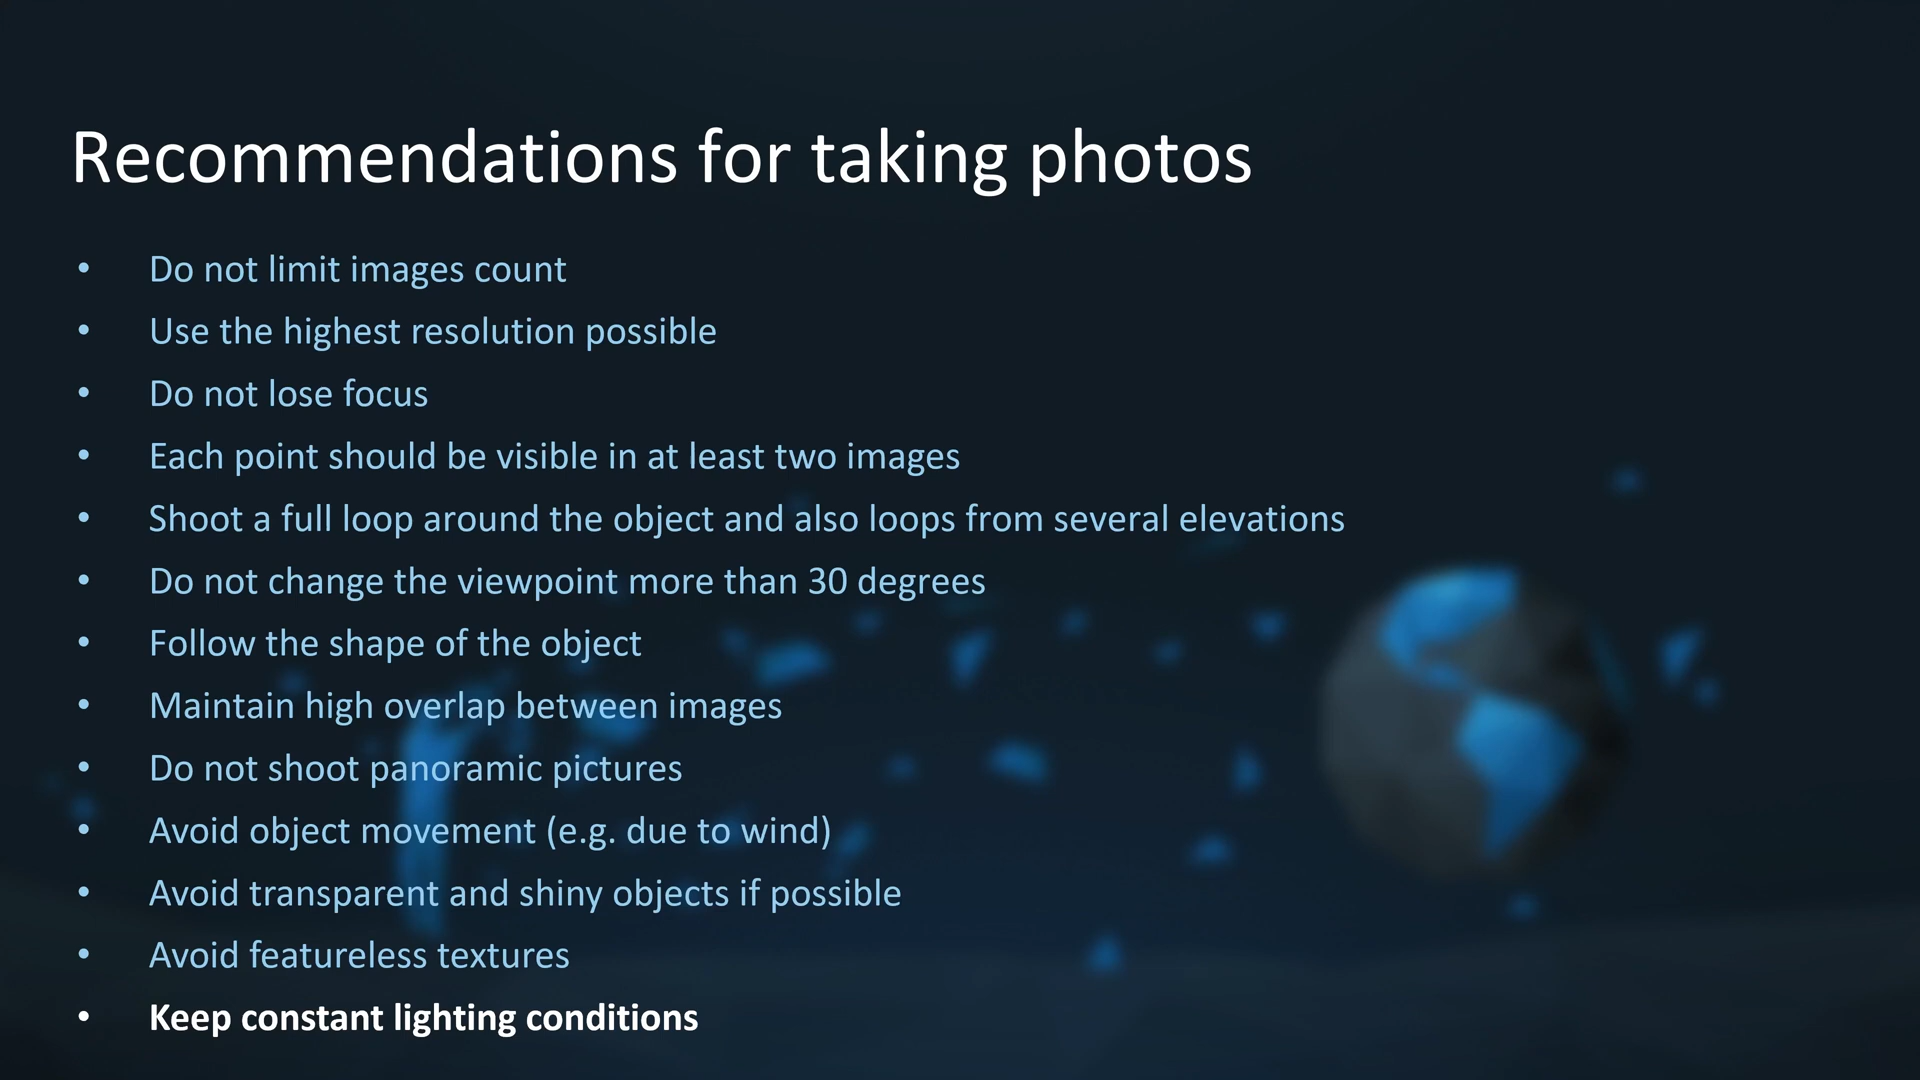 Recommendations for taking photos
• Do not limit images count
• Use the highest resolution possible
• Do not lose focus
• Each point should be visible in at least two images
• Shoot a full loop around the object and also loops from several elevations
• Do not change the viewpoint more than 30 degrees
• Follow the shape of the object
• Maintain high overlap between images
• Do not shoot panoramic pictures
• Avoid object movement (e.g. due to wind)
• Avoid transparent and shiny objects if possible
• Avoid featureless textures
• Keep constant lighting conditions